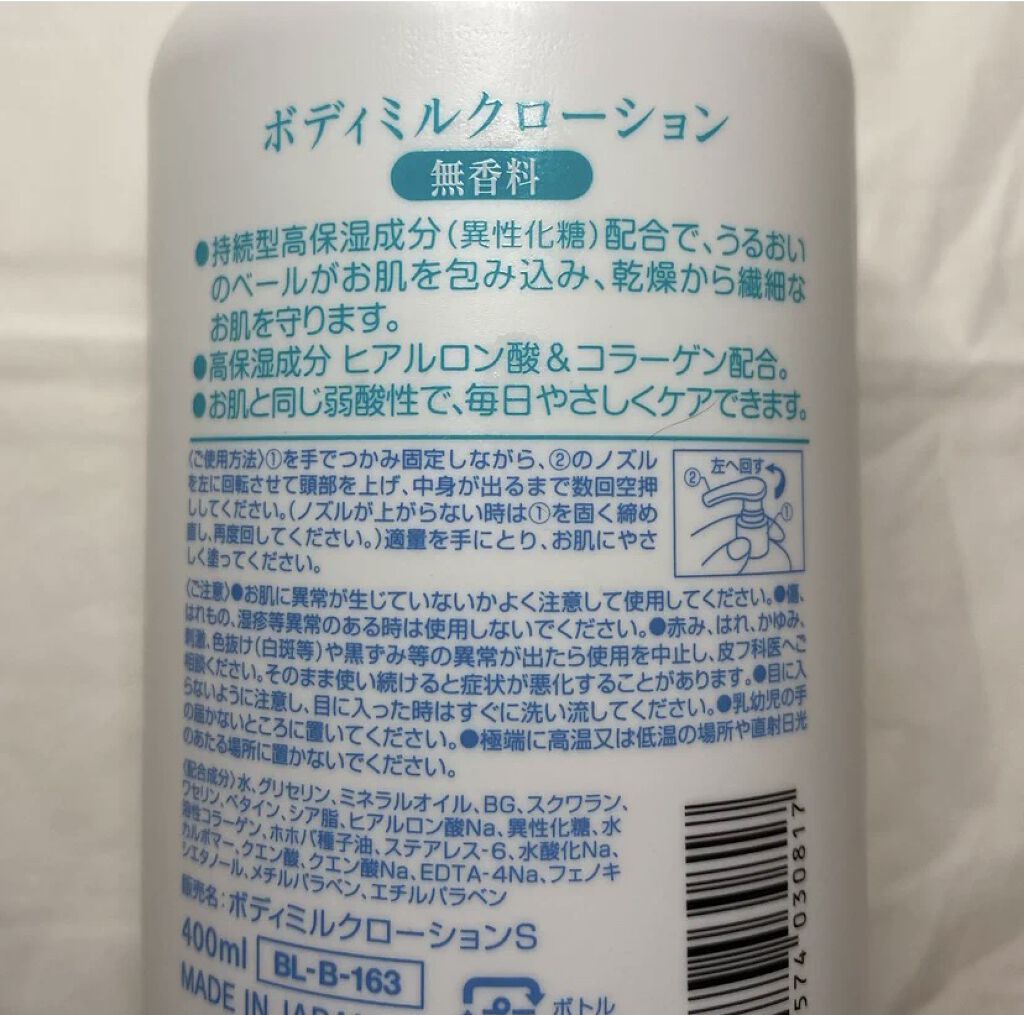 ボディミルクローション
無香料
●持続型高保湿成分(異性化糖)配合で、うるおい
のベールがお肌を包み込み、乾燥から繊細な
お肌を守ります。
●高保湿成分 ヒアルロン酸＆コラーゲン配合。
●お肌と同じ弱酸性で、毎日やさしくケアできます。
〈ご使用方法〉①を手でつかみ固定しながら、②のノズル
を左に回転させて頭部を上げ、中身が出るまで数回空押
ししてください。(ノズルが上がらない時は①を固く締め
直し、再度回してください。)適量を手にとり、お肌にやさ
しく塗ってください。
左へ回す
②
①
〈ご注意〉●お肌に異常が生じていないかよく注意して使用してください。●傷、
はれもの、湿疹等異常のある時は使用しないでください。●赤み、はれ、かゆみ、
刺激、色抜け(白斑等)や黒ずみ等の異常が出たら使用を中止し、皮フ科医へご
相談ください。そのまま使い続けると症状が悪化することがあります。●目に入
らないように注意し、目に入った時はすぐに洗い流してください。●乳幼児の手
の届かないところに置いてください。●極端に高温又は低温の場所や直射日光
のあたる場所に置かないでください。
〈配合成分〉水、グリセリン、ミネラルオイル、BG、スクワラン、
ワセリン、ベタイン、シア脂、ヒアルロン酸Na、異性化糖、水
溶性コラーゲン、ホホバ種子油、ステアレス-6、水酸化Na、
カルボマー、クエン酸、クエン酸Na、EDTA-4Na、フェノキ
シエタノール、メチルパラベン、エチルパラベン
販売名：ボディミルクローションS
400ml
BL-B-163
MADE IN JAPAN
ボトル
574 030817